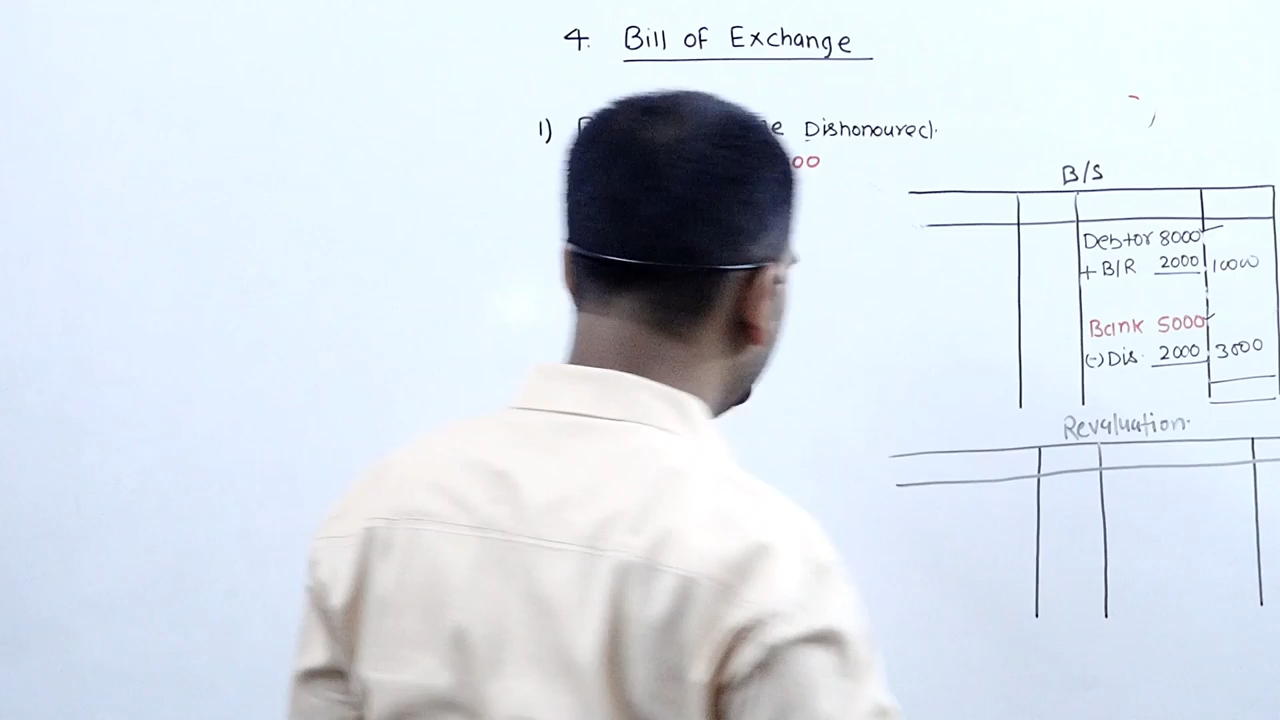 4. Bill of Exchange
1) Dishonoured.
00
B/S
Debtor 8000
+ B/R 2000 10000
Bank 5000
(-) Dis. 2000 3000
Revaluation.